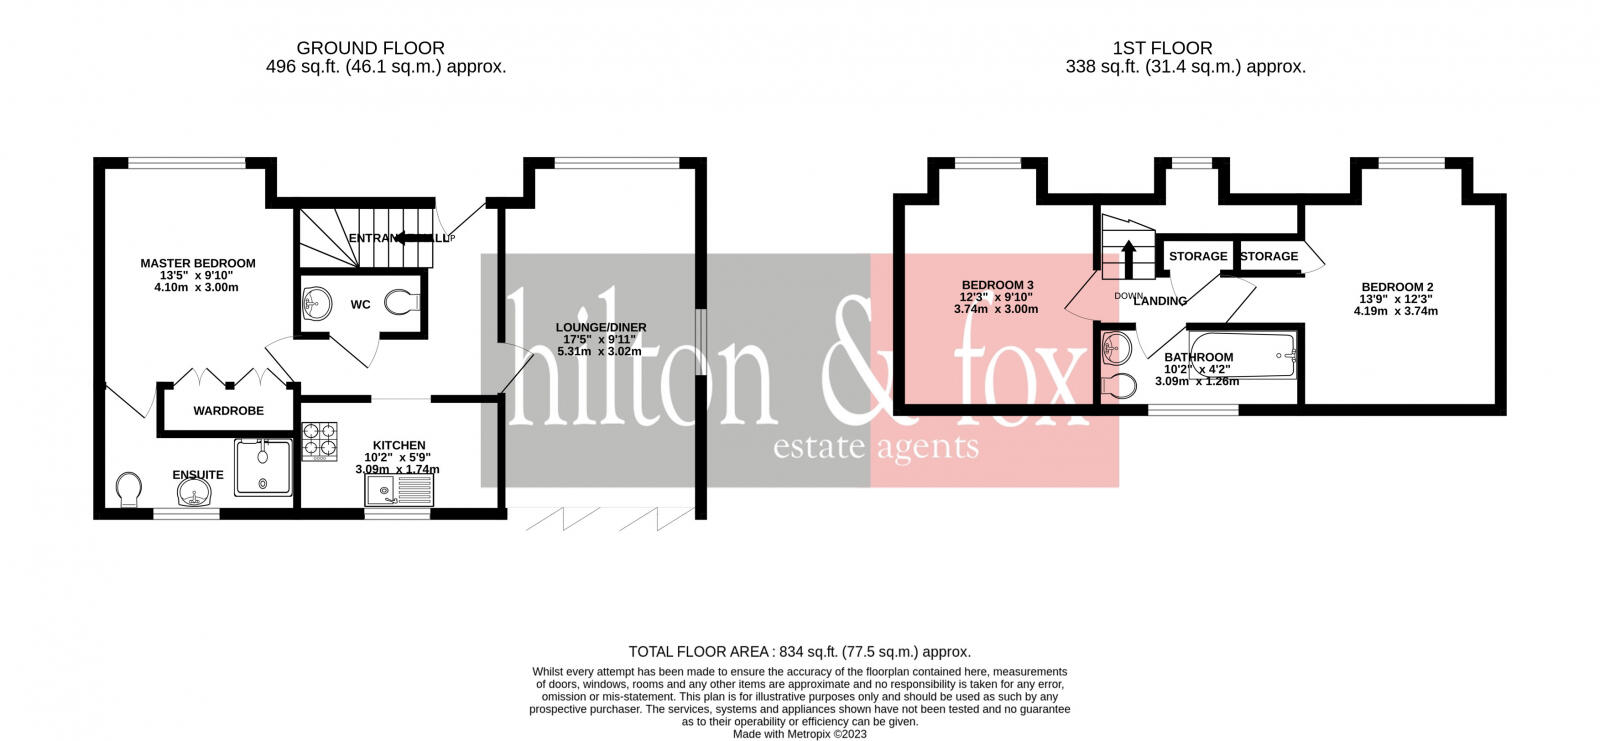 GROUND FLOOR
496 sq.ft. (46.1 sq.m.) approx.
1ST FLOOR
338 sq.ft. (31.4 sq.m.) approx.
MASTER BEDROOM
13'5" x 9'10"
4.10m x 3.00m
ENTRANCE HALL
UP
WC
LOUNGE/DINER
17'5" x 9'11"
5.31m x 3.02m
WARDROBE
ENSUITE
KITCHEN
10'2" x 5'9"
3.09m x 1.74m
BEDROOM 3
12'3" x 9'10"
3.74m x 3.00m
STORAGE
STORAGE
DOWN
LANDING
BEDROOM 2
13'9" x 12'3"
4.19m x 3.74m
BATHROOM
10'2" x 4'2"
3.09m x 1.26m
hilton & fox
estate agents
TOTAL FLOOR AREA : 834 sq.ft. (77.5 sq.m.) approx.
Whilst every attempt has been made to ensure the accuracy of the floorplan contained here, measurements
of doors, windows, rooms and any other items are approximate and no responsibility is taken for any error,
omission or mis-statement. This plan is for illustrative purposes only and should be used as such by any
prospective purchaser. The services, systems and appliances shown have not been tested and no guarantee
as to their operability or efficiency can be given.
Made with Metropix ©2023